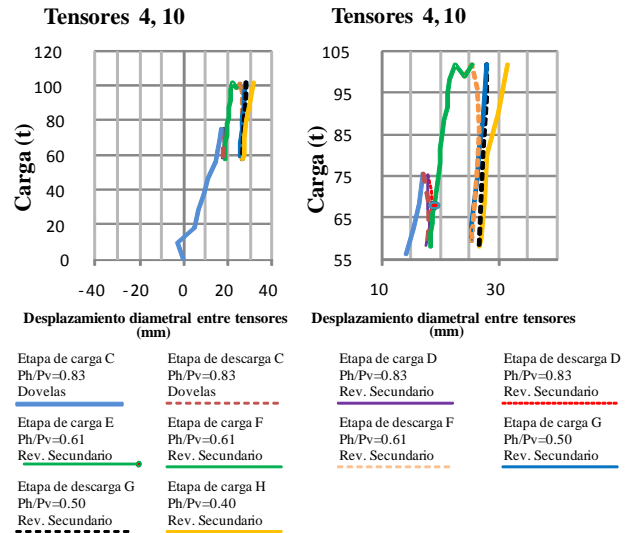 Tensores 4, 10
120
100
80
60
40
20
0
-40 -20 0 20 40
Carga (t)
Desplazamiento diametral entre tensores
(mm)
Tensores 4, 10
105
95
85
75
65
55
10 30
Carga (t)
Desplazamiento diametral entre tensores
(mm)
Etapa de carga C
Ph/Pv=0.83
Dovelas
Etapa de descarga C
Ph/Pv=0.83
Dovelas
Etapa de carga D
Ph/Pv=0.83
Rev. Secundario
Etapa de descarga D
Ph/Pv=0.83
Rev. Secundario
Etapa de carga E
Ph/Pv=0.61
Rev. Secundario
Etapa de carga F
Ph/Pv=0.61
Rev. Secundario
Etapa de descarga F
Ph/Pv=0.61
Rev. Secundario
Etapa de carga G
Ph/Pv=0.50
Rev. Secundario
Etapa de descarga G
Ph/Pv=0.50
Rev. Secundario
Etapa de carga H
Ph/Pv=0.40
Rev. Secundario